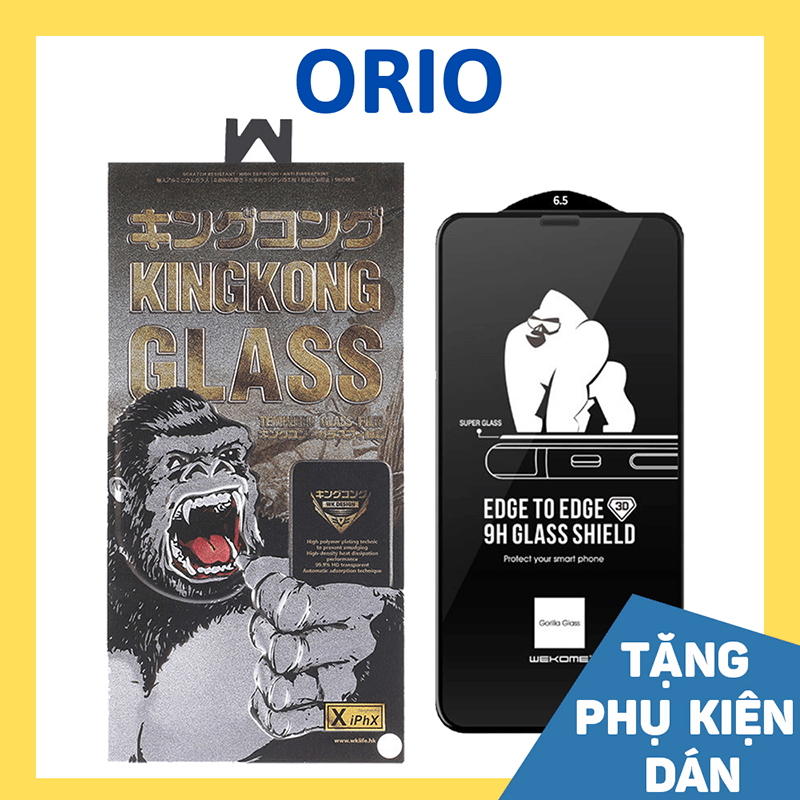 ORIO
W
SCRATCH RESISTANT · HIGH DEFINITION · ANTI-FINGERPRINT
キングコング
KINGKONG
GLASS
キングコング
WK DESIGN
High polymer plating technic
to prevent smudging
High-density heat dissipation
performance
99.9% HD transparent
Automatic adsorption technique
X iPhX
www.wklife.hk
6.5
SUPER GLASS
EDGE TO EDGE 3D
9H GLASS SHIELD
Protect your smart phone
Gorilla Glass
WEKOME
TẶNG
PHỤ KIỆN
DÁN